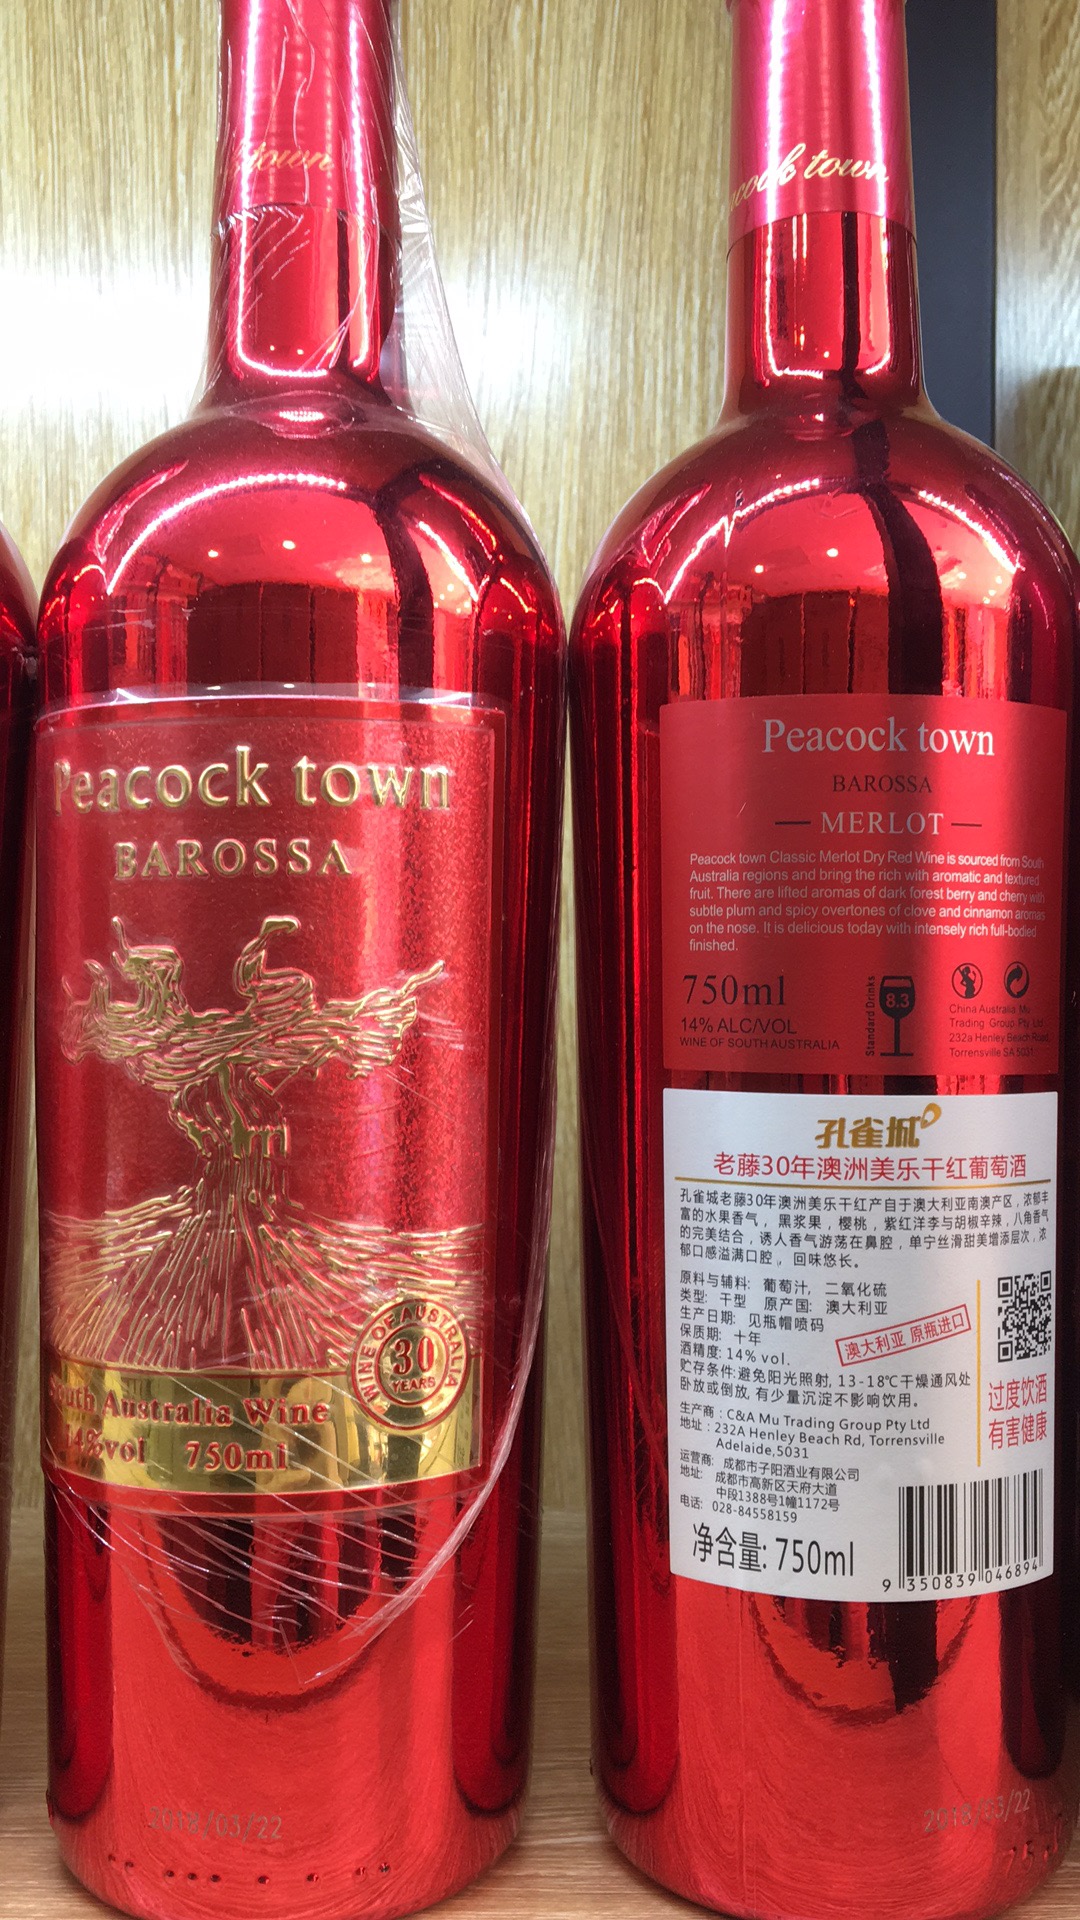 town
Peacock town
BAROSSA
WINE OF AUSTRALIA
30
YEARS
South Australia Wine
14%vol 750ml
2018/03/22
cock town
Peacock town
BAROSSA
MERLOT
Peacock town Classic Merlot Dry Red Wine is sourced from South
Australia regions and bring the rich with aromatic and textured
fruit. There are lifted aromas of dark forest berry and cherry with
subtle plum and spicy overtones of clove and cinnamon aromas
on the nose. It is delicious today with intensely rich full-bodied
finished.
750ml
14% ALC/VOL
WINE OF SOUTH AUSTRALIA
Standard Drinks
8.3
China Australia Mu
Trading Group Pty Ltd
232a Henley Beach Road,
Torrensville SA 5031
孔雀城
老藤30年澳洲美乐干红葡萄酒
孔雀城老藤30年澳洲美乐干红产自于澳大利亚南澳产区，浓郁丰
富的水果香气，黑浆果，樱桃，紫红洋李与胡椒辛辣，八角香气
的完美结合，诱人香气游荡在鼻腔，单宁丝滑甜美增添层次，浓
郁口感溢满口腔，回味悠长。
原料与辅料: 葡萄汁，二氧化硫
类型: 干型 原产国: 澳大利亚
生产日期: 见瓶帽喷码
保质期: 十年
酒精度: 14% vol.
贮存条件:避免阳光照射, 13-18℃干燥通风处
卧放或倒放, 有少量沉淀不影响饮用。
澳大利亚 原瓶进口
过度饮酒
有害健康
生产商: C&A Mu Trading Group Pty Ltd
地址: 232A Henley Beach Rd, Torrensville
Adelaide,5031
运营商: 成都市子阳酒业有限公司
地址: 成都市高新区天府大道
中段1388号1幢1172号
电话: 028-84558159
净含量: 750ml
9 350839 046894
2018/03/22